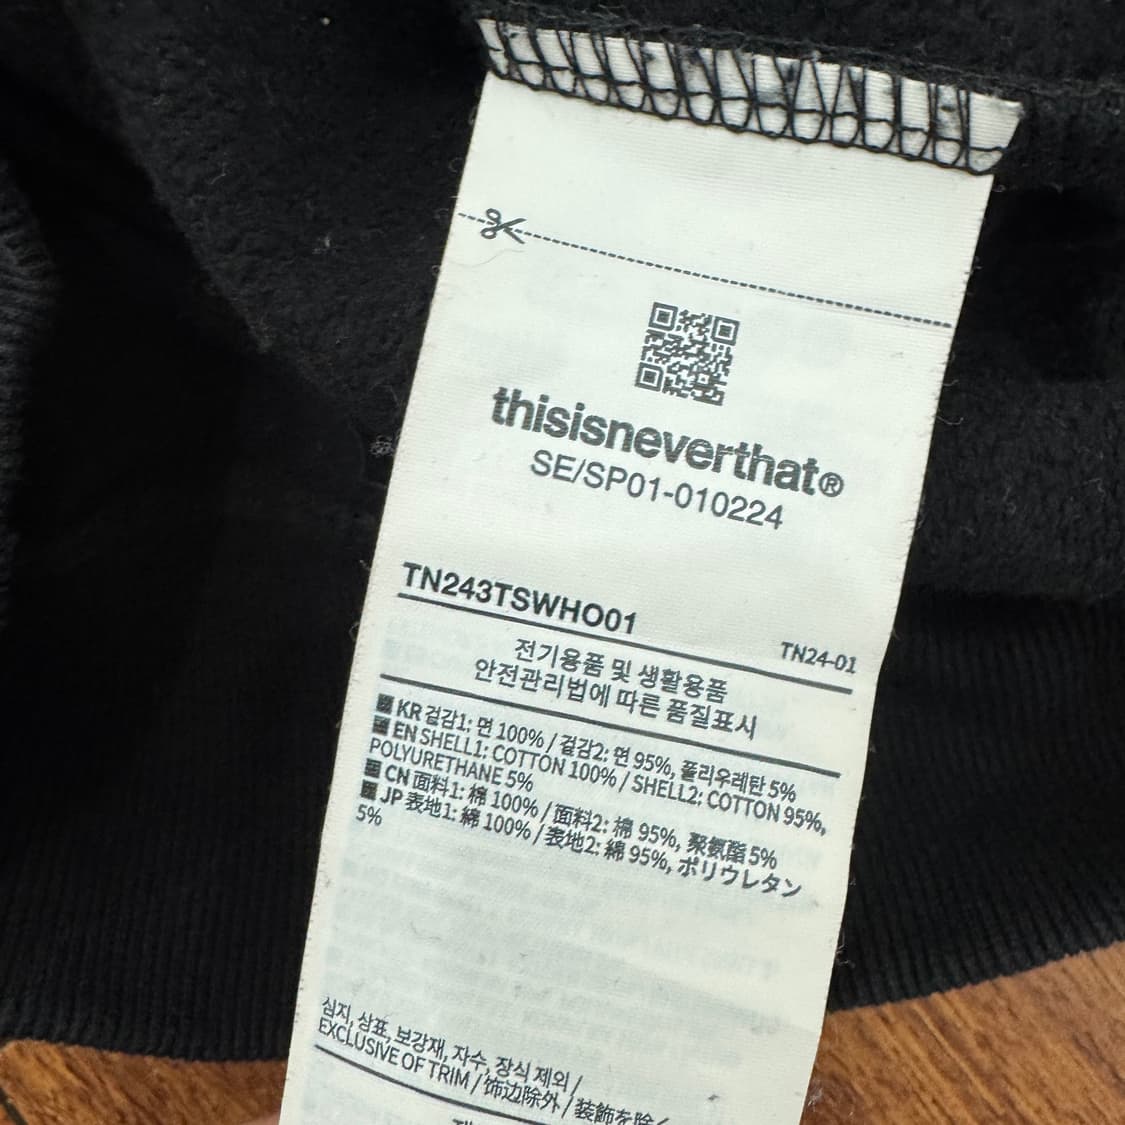 thisisneverthat®
SE/SP01-010224
TN243TSWHO01
TN24-01
전기용품 및 생활용품
안전관리법에 따른 품질표시
KR 겉감1: 면 100% / 겉감2: 면 95%, 폴리우레탄 5%
EN SHELL1: COTTON 100% / SHELL2: COTTON 95%,
POLYURETHANE 5%
CN 面料1: 棉 100% / 面料2: 棉 95%, 聚氨酯 5%
JP 表地1: 綿 100% / 表地2: 綿 95%, ポリウレタン
5%
심지, 상표, 보강재, 자수, 장식 제외 /
EXCLUSIVE OF TRIM / 饰边除外 / 装飾を除 /